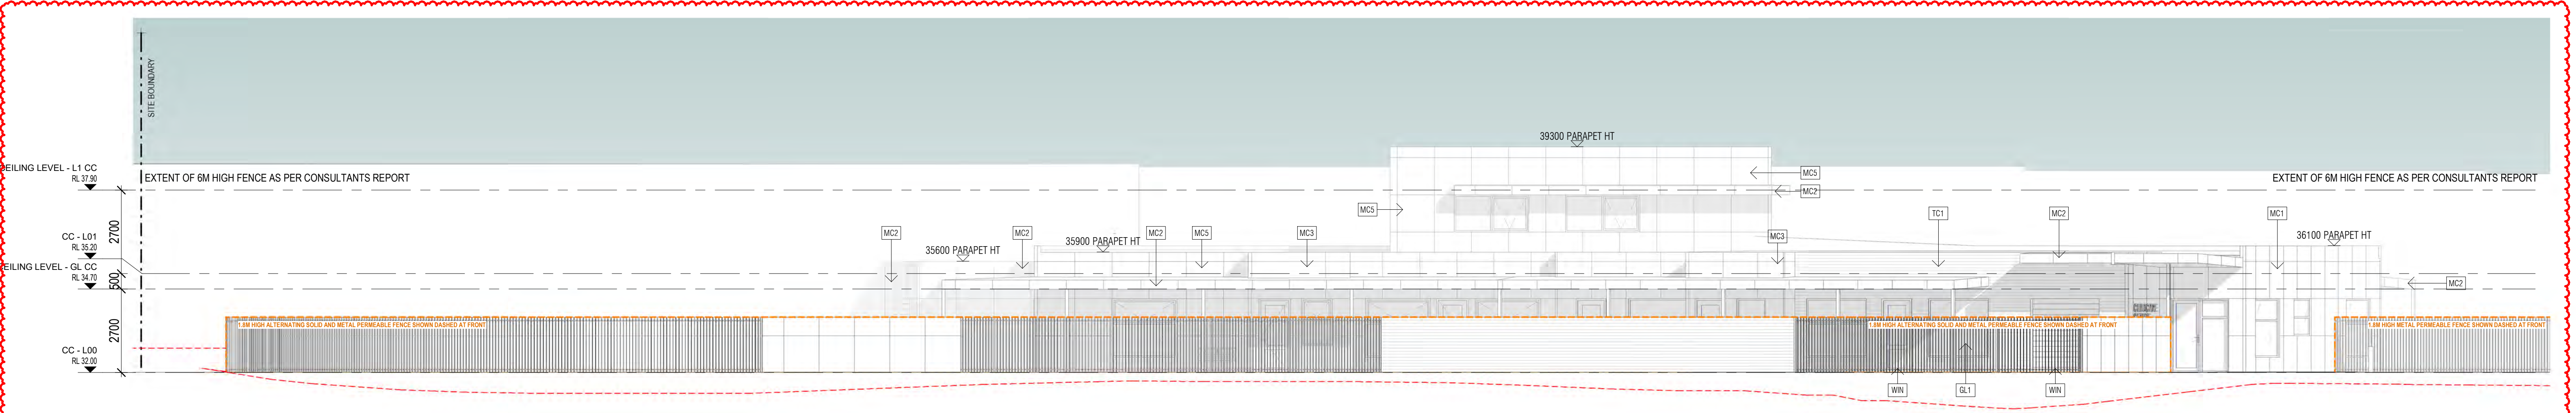 SITE BOUNDARY
39300 PARAPET HT
EILING LEVEL - L1 CC
RL 37.90
EXTENT OF 6M HIGH FENCE AS PER CONSULTANTS REPORT
EXTENT OF 6M HIGH FENCE AS PER CONSULTANTS REPORT
MC5
MC2
MC5
2700
CC - L01
RL 35.20
MC2
35600 PARAPET HT
MC2
35900 PARAPET HT
MC2
MC5
MC3
MC3
TC1
MC2
MC1
36100 PARAPET HT
EILING LEVEL - GL CC
RL 34.70
500
MC2
2700
1.8M HIGH ALTERNATING SOLID AND METAL PERMEABLE FENCE SHOWN DASHED AT FRONT
1.8M HIGH ALTERNATING SOLID AND METAL PERMEABLE FENCE SHOWN DASHED AT FRONT
1.8M HIGH METAL PERMEABLE FENCE SHOWN DASHED AT FRONT
CC - L00
RL 32.00
WIN
GL1
WIN